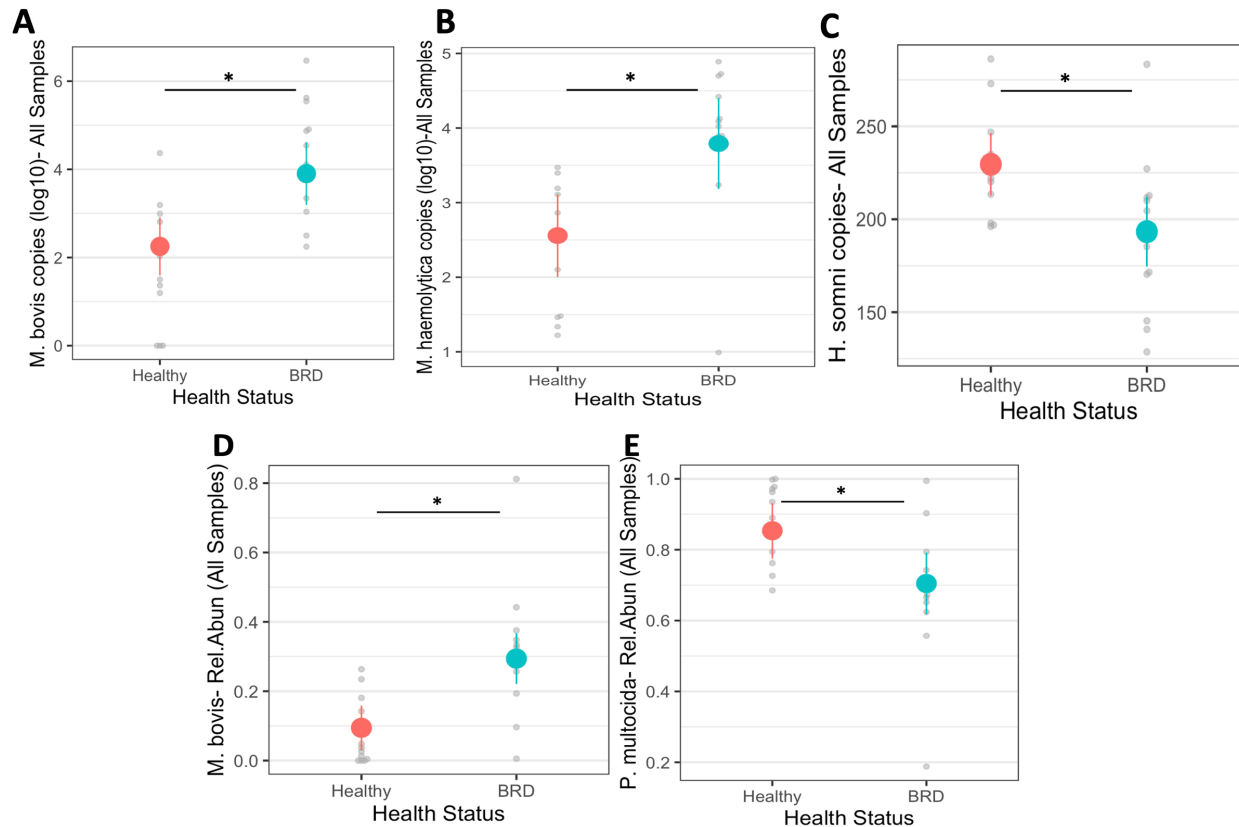 A
M. bovis copies (log10)- All Samples
6
4
2
0
*
Healthy
BRD
Health Status
B
M. haemolytica copies (log10)-All Samples
5
4
3
2
1
*
Healthy
BRD
Health Status
C
H. somni copies- All Samples
250
200
150
*
Healthy
BRD
Health Status
D
M. bovis- Rel.Abun (All Samples)
0.8
0.6
0.4
0.2
0.0
*
Healthy
BRD
Health Status
E
P. multocida- Rel.Abun (All Samples)
1.0
0.8
0.6
0.4
0.2
*
Healthy
BRD
Health Status